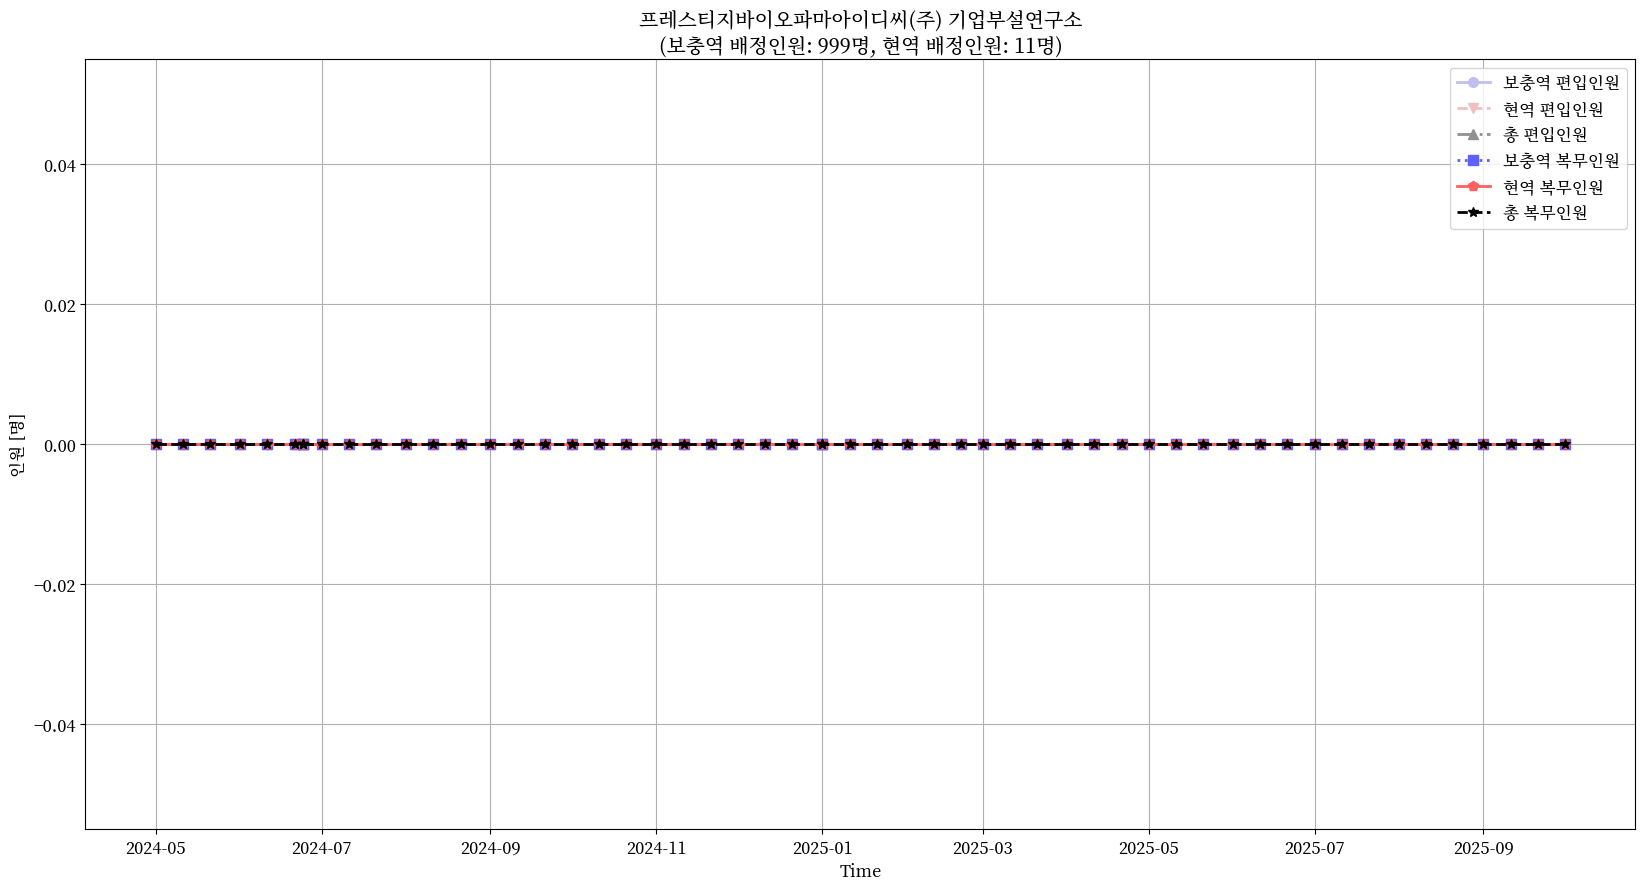 프레스티지바이오파마아이디씨(주) 기업부설연구소
(보충역 배정인원: 999명, 현역 배정인원: 11명)
보충역 편입인원
현역 편입인원
총 편입인원
보충역 복무인원
현역 복무인원
총 복무인원
0.04
0.02
0.00
−0.02
−0.04
인원 [명]
2024-05
2024-07
2024-09
2024-11
2025-01
2025-03
2025-05
2025-07
2025-09
Time